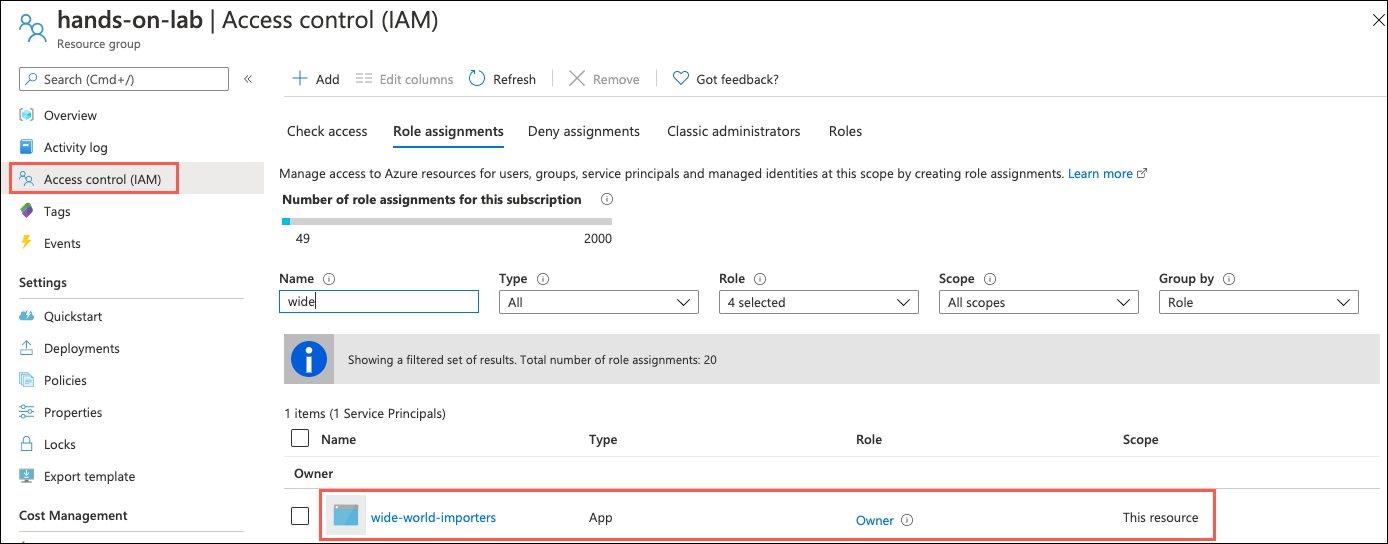 hands-on-lab | Access control (IAM)
Resource group
Search (Cmd+/)
«
Add
Edit columns
Refresh
Remove
Got feedback?
Overview
Activity log
Access control (IAM)
Tags
Events
Settings
Quickstart
Deployments
Policies
Properties
Locks
Export template
Cost Management
Check access
Role assignments
Deny assignments
Classic administrators
Roles
Manage access to Azure resources for users, groups, service principals and managed identities at this scope by creating role assignments. Learn more
Number of role assignments for this subscription
49
2000
Name
Type
Role
Scope
Group by
wide
All
4 selected
All scopes
Role
Showing a filtered set of results. Total number of role assignments: 20
1 items (1 Service Principals)
Name
Type
Role
Scope
Owner
wide-world-importers
App
Owner
This resource